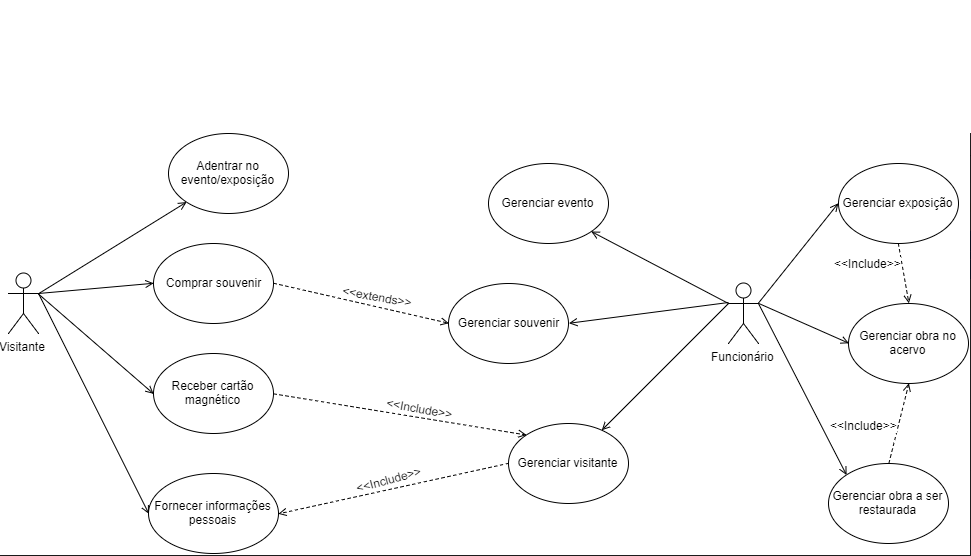 Adentrar no
evento/exposição
Gerenciar evento
Gerenciar exposição
<<Include>>
Comprar souvenir
<<extends>>
Gerenciar souvenir
Visitante
Funcionário
Gerenciar obra no
acervo
Receber cartão
magnético
<<Include>>
<<Include>>
Gerenciar visitante
<<Include>>
Fornecer informações
pessoais
Gerenciar obra a ser
restaurada